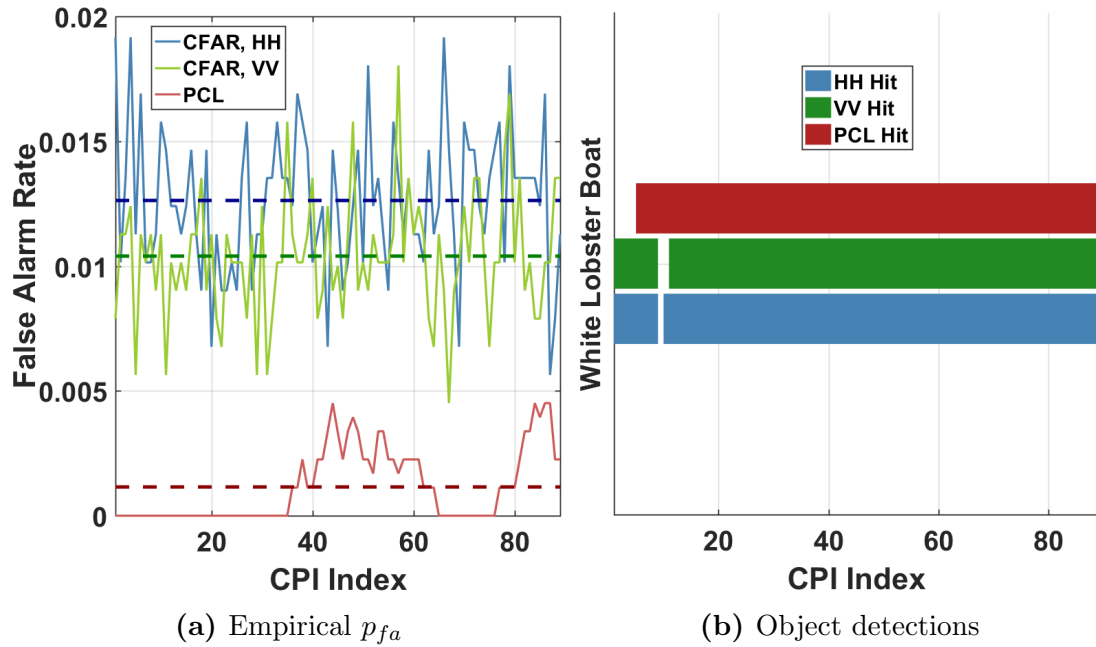 0.02
0.015
0.01
0.005
0
False Alarm Rate
CFAR, HH
CFAR, VV
PCL
20
40
60
80
CPI Index
(a) Empirical p_{fa}
White Lobster Boat
HH Hit
VV Hit
PCL Hit
20
40
60
80
CPI Index
(b) Object detections